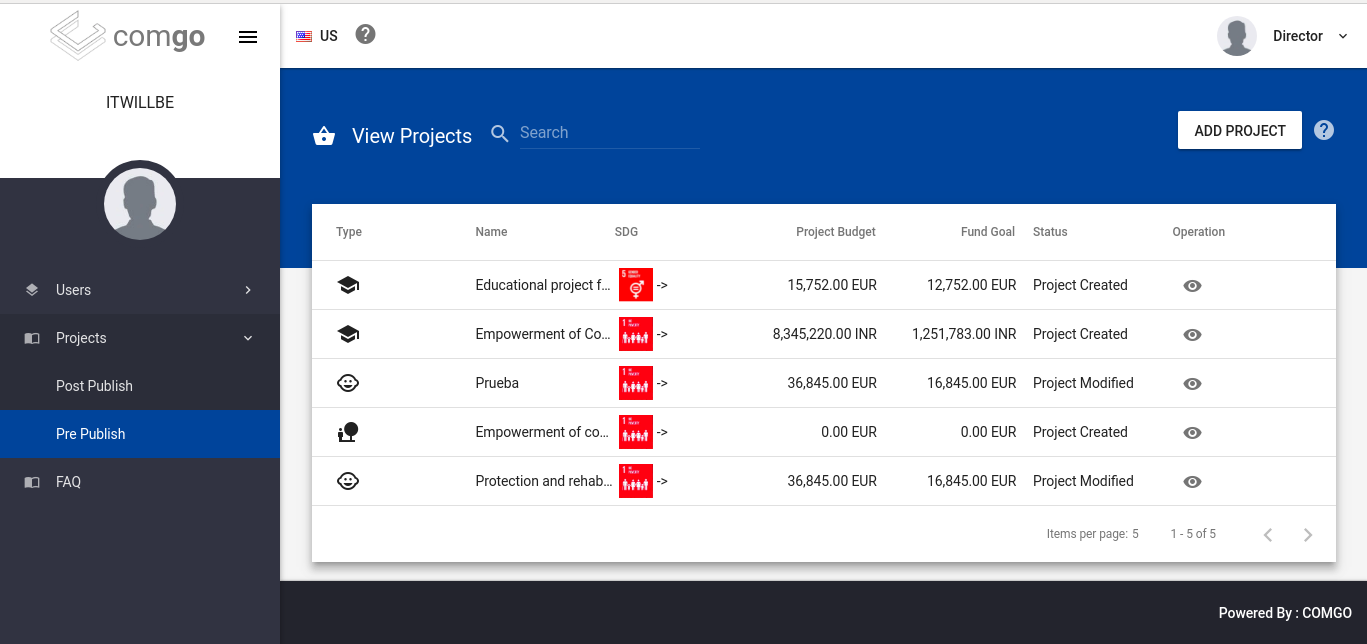 comgo
US
Director
ITWILLBE
View Projects
Search
ADD PROJECT
Users
Projects
Post Publish
Pre Publish
FAQ
Type Name SDG Project Budget Fund Goal Status Operation
Educational project f... 5 -> 15,752.00 EUR 12,752.00 EUR Project Created
Empowerment of Co... 1 -> 8,345,220.00 INR 1,251,783.00 INR Project Created
Prueba 1 -> 36,845.00 EUR 16,845.00 EUR Project Modified
Empowerment of co... 1 -> 0.00 EUR 0.00 EUR Project Created
Protection and rehab... 1 -> 36,845.00 EUR 16,845.00 EUR Project Modified
Items per page: 5 1 - 5 of 5
Powered By : COMGO